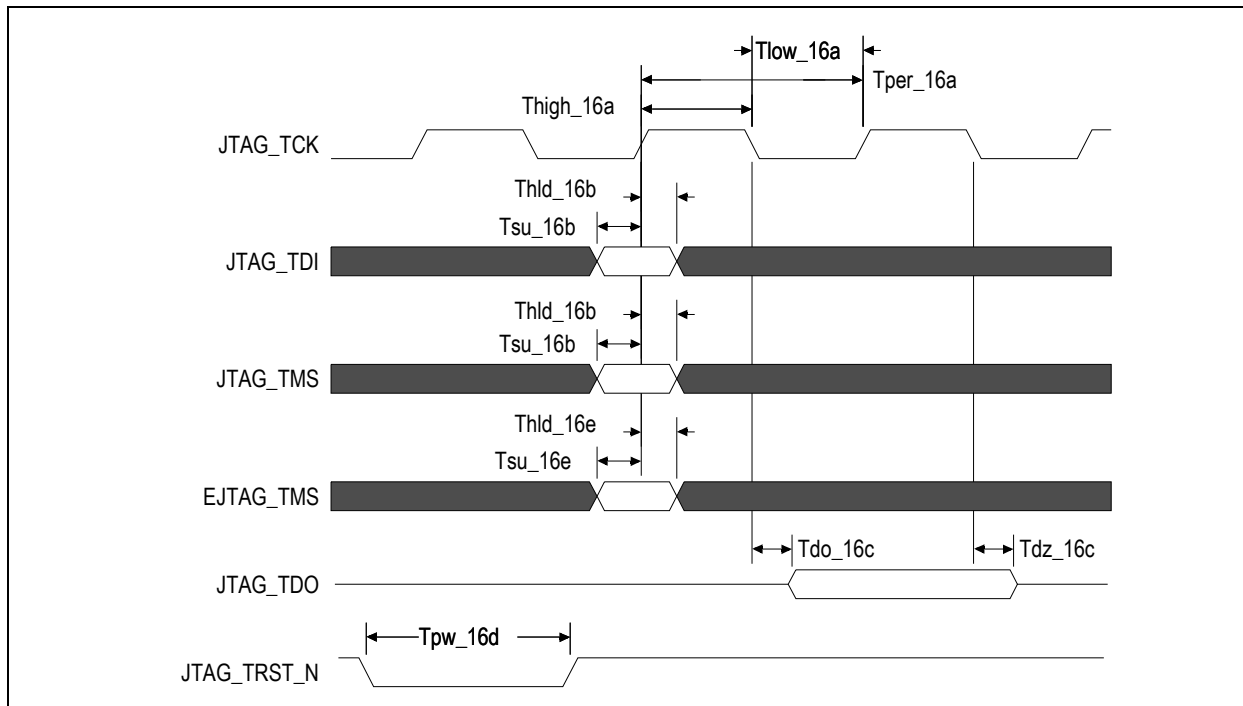 Tlow_16a
Tper_16a
Thigh_16a
JTAG_TCK
Thld_16b
Tsu_16b
JTAG_TDI
Thld_16b
Tsu_16b
JTAG_TMS
Thld_16e
Tsu_16e
EJTAG_TMS
Tdo_16c
Tdz_16c
JTAG_TDO
Tpw_16d
JTAG_TRST_N